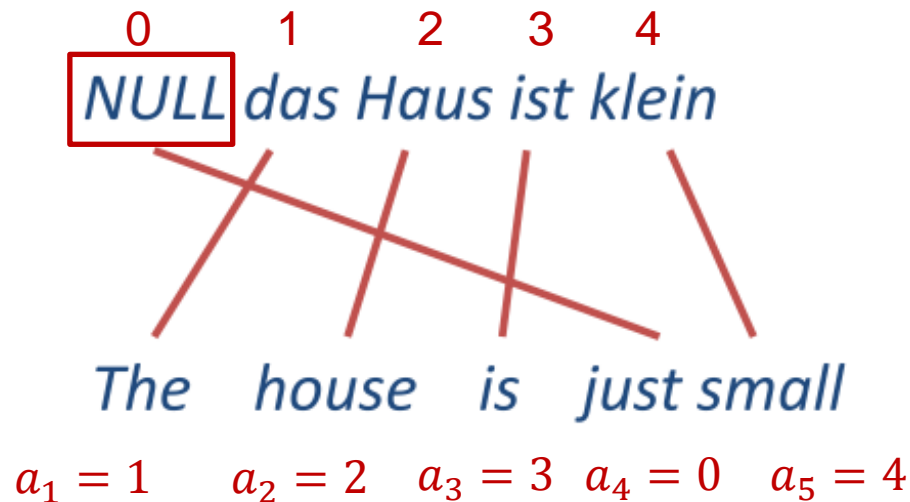 0 1 2 3 4
NULL das Haus ist klein
The house is just small
a₁ = 1 a₂ = 2 a₃ = 3 a₄ = 0 a₅ = 4